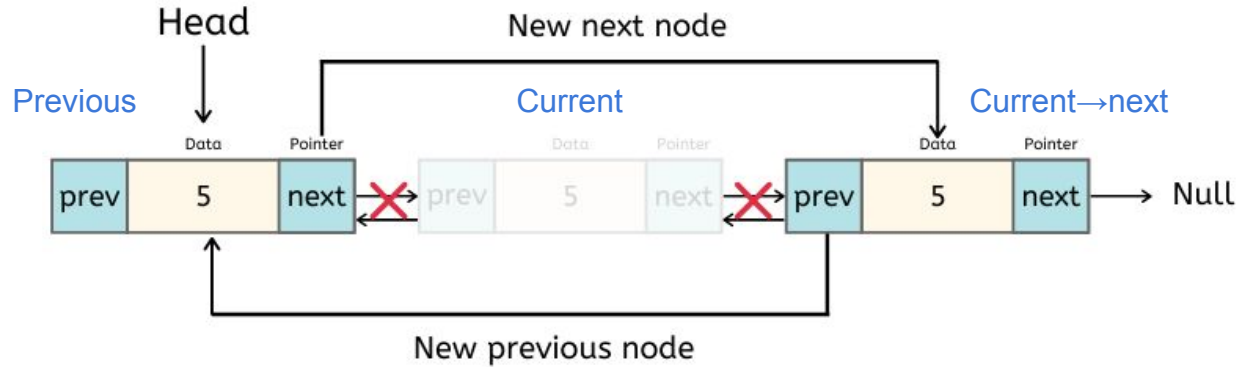 Head
New next node
Previous
Current
Current→next
Data
Pointer
Data
Pointer
Data
Pointer
prev
5
next
prev
5
next
prev
5
next
Null
New previous node